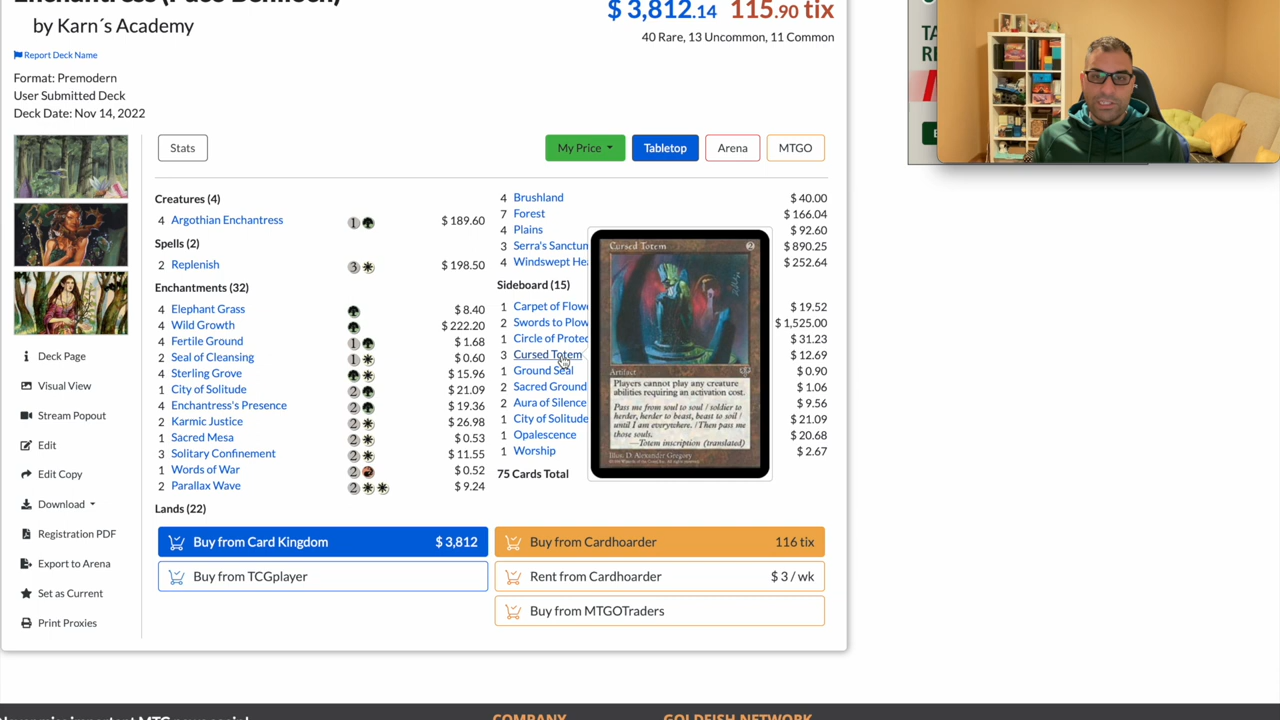 $ 3,812.14 115.90 tix
by Karn´s Academy
40 Rare, 13 Uncommon, 11 Common
Report Deck Name
Format: Premodern
User Submitted Deck
Deck Date: Nov 14, 2022
Stats
My Price
Tabletop
Arena
MTGO
Creatures (4)
4 Argothian Enchantress 1 $ 189.60
Spells (2)
2 Replenish 3 $ 198.50
Enchantments (32)
4 Elephant Grass $ 8.40
4 Wild Growth $ 222.20
4 Fertile Ground 1 $ 1.68
2 Seal of Cleansing 1 $ 0.60
4 Sterling Grove $ 15.96
1 City of Solitude 2 $ 21.09
4 Enchantress's Presence 2 $ 19.36
2 Karmic Justice 2 $ 26.98
1 Sacred Mesa 2 $ 0.53
3 Solitary Confinement 2 $ 11.55
1 Words of War 2 $ 0.52
2 Parallax Wave 2 $ 9.24
Lands (22)
4 Brushland $ 40.00
7 Forest $ 166.04
4 Plains $ 92.60
3 Serra's Sanctum $ 890.25
4 Windswept He $ 252.64
Sideboard (15)
1 Carpet of Flowe $ 19.52
2 Swords to Plow $ 1,525.00
1 Circle of Protec $ 31.23
3 Cursed Totem $ 12.69
1 Ground Seal $ 0.90
2 Sacred Ground $ 1.06
2 Aura of Silence $ 9.56
1 City of Solitude $ 21.09
1 Opalescence $ 20.68
1 Worship $ 2.67
75 Cards Total
Cursed Totem 2
Artifact
Players cannot play any creature
abilities requiring an activation cost.
Pass me from soul to soul / soldier to
herder, herder to beast, beast to soil /
until I am everywhere. / Then pass me
those souls.
—Totem inscription (translated)
Illus. D. Alexander Gregory
Deck Page
Visual View
Stream Popout
Edit
Edit Copy
Download
Registration PDF
Export to Arena
Set as Current
Print Proxies
Buy from Card Kingdom $ 3,812
Buy from TCGplayer
Buy from Cardhoarder 116 tix
Rent from Cardhoarder $ 3 / wk
Buy from MTGOTraders
COMPANY
GOLDFISH NETWORK